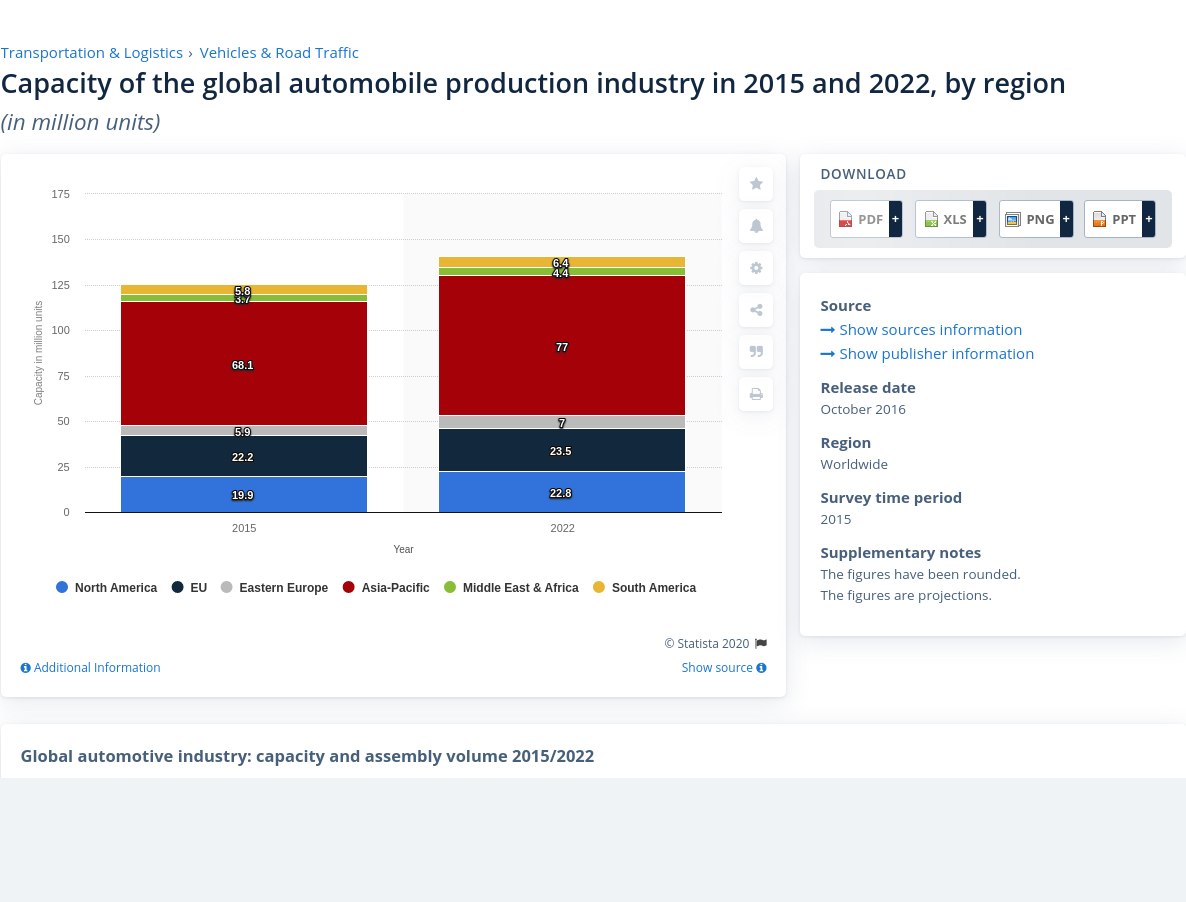 Transportation & Logistics › Vehicles & Road Traffic
Capacity of the global automobile production industry in 2015 and 2022, by region
(in million units)
175
150
125
100
75
50
25
0
Capacity in million units
5.8
3.7
68.1
5.9
22.2
19.9
6.4
4.4
77
7
23.5
22.8
2015
2022
Year
North America
EU
Eastern Europe
Asia-Pacific
Middle East & Africa
South America
© Statista 2020
Additional Information
Show source
DOWNLOAD
PDF +
XLS +
PNG +
PPT +
Source
Show sources information
Show publisher information
Release date
October 2016
Region
Worldwide
Survey time period
2015
Supplementary notes
The figures have been rounded.
The figures are projections.
Global automotive industry: capacity and assembly volume 2015/2022